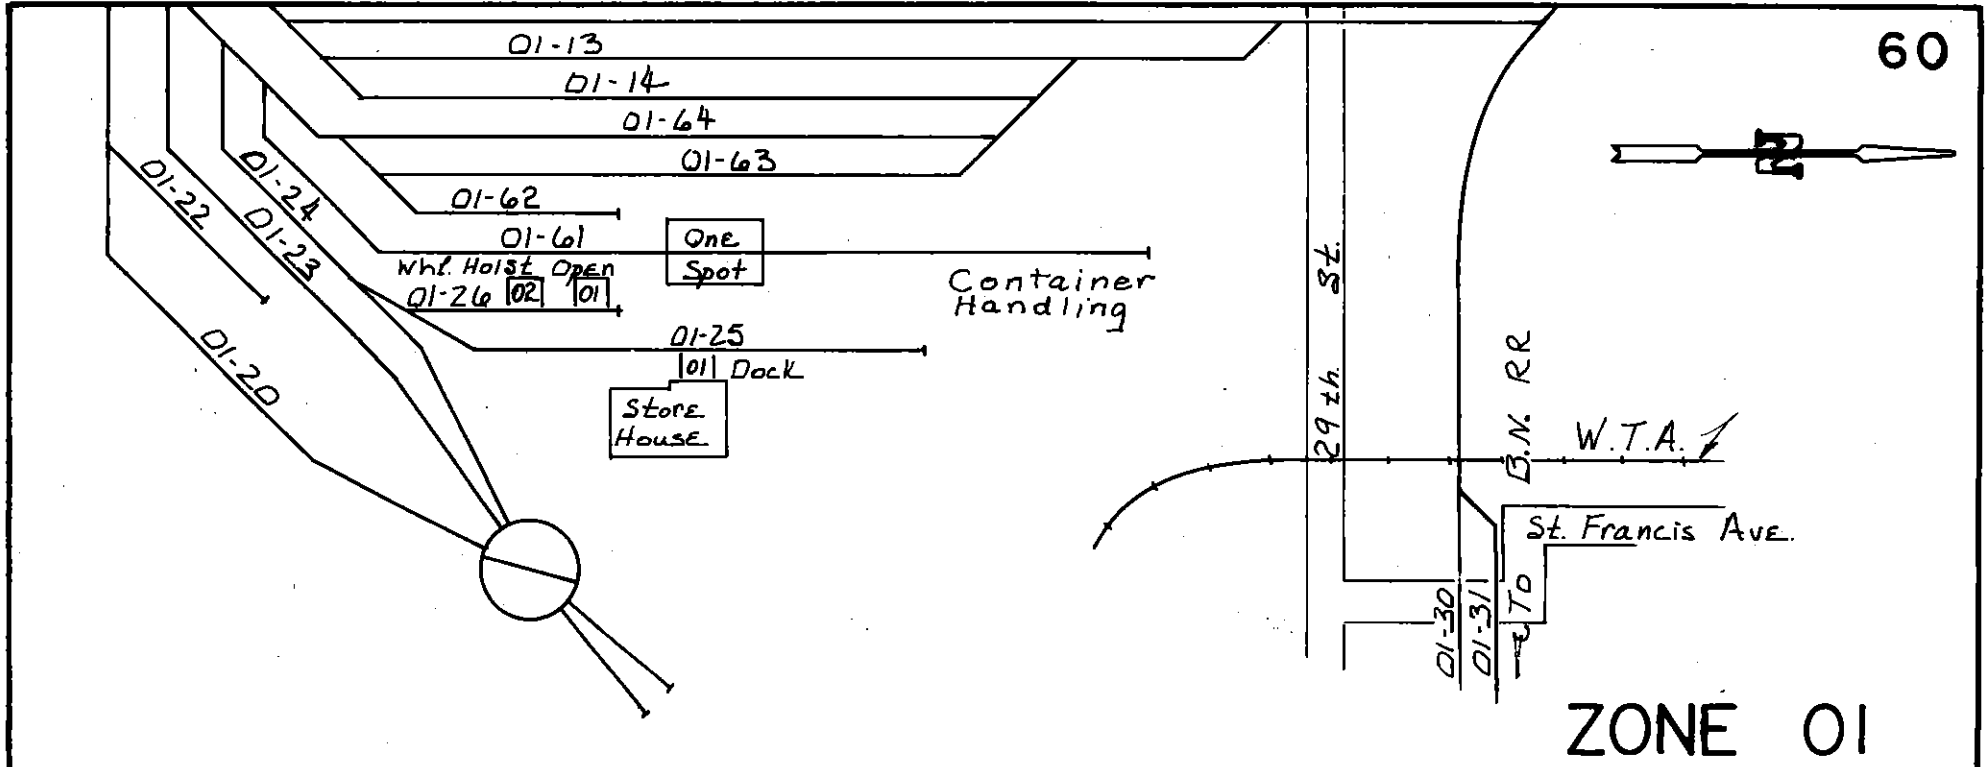 60
01-13
01-14
01-64
01-63
01-62
01-61
One
Spot
Whl. Hoist Open
01-26 02 01
01-25
01 Dock
Store
House
Container
Handling
01-22
01-24
01-23
01-20
29th. St.
B.N. RR
W.T.A.
St. Francis Ave.
01-30
01-31
To
N
ZONE 01